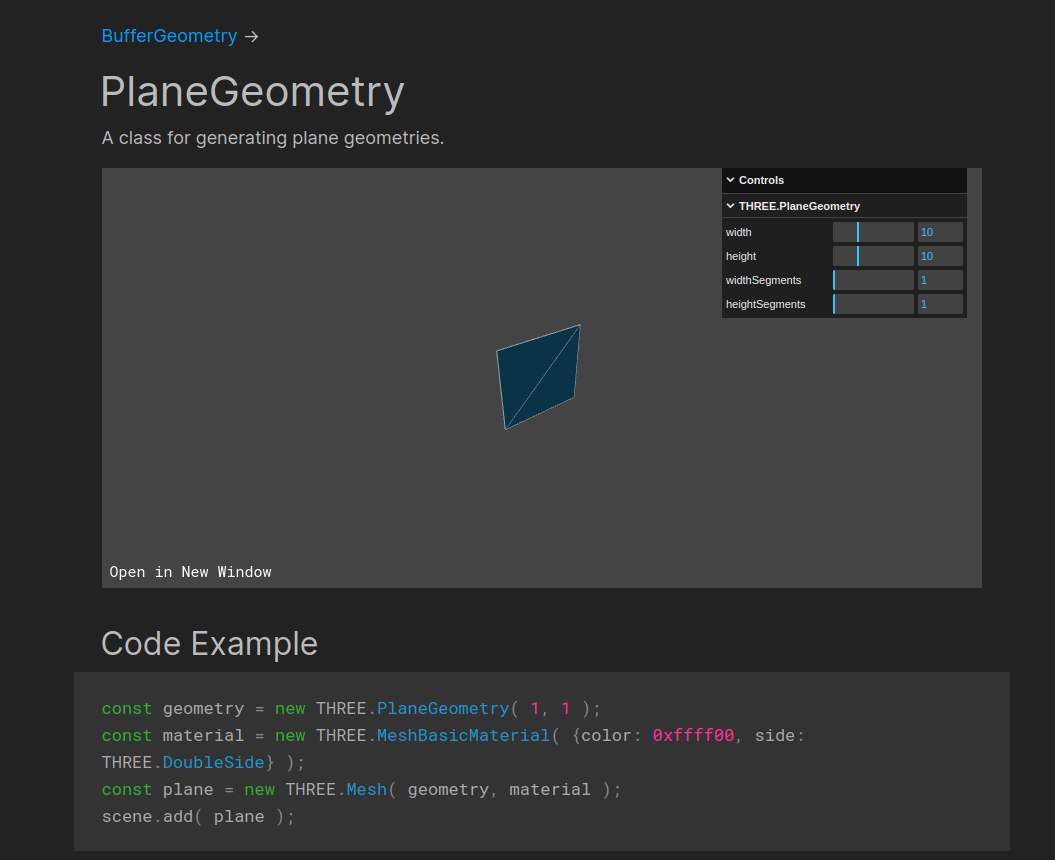 BufferGeometry →
PlaneGeometry
A class for generating plane geometries.
Controls
THREE.PlaneGeometry
width 10
height 10
widthSegments 1
heightSegments 1
Open in New Window
Code Example
const geometry = new THREE.PlaneGeometry( 1, 1 );
const material = new THREE.MeshBasicMaterial( {color: 0xffff00, side:
THREE.DoubleSide} );
const plane = new THREE.Mesh( geometry, material );
scene.add( plane );